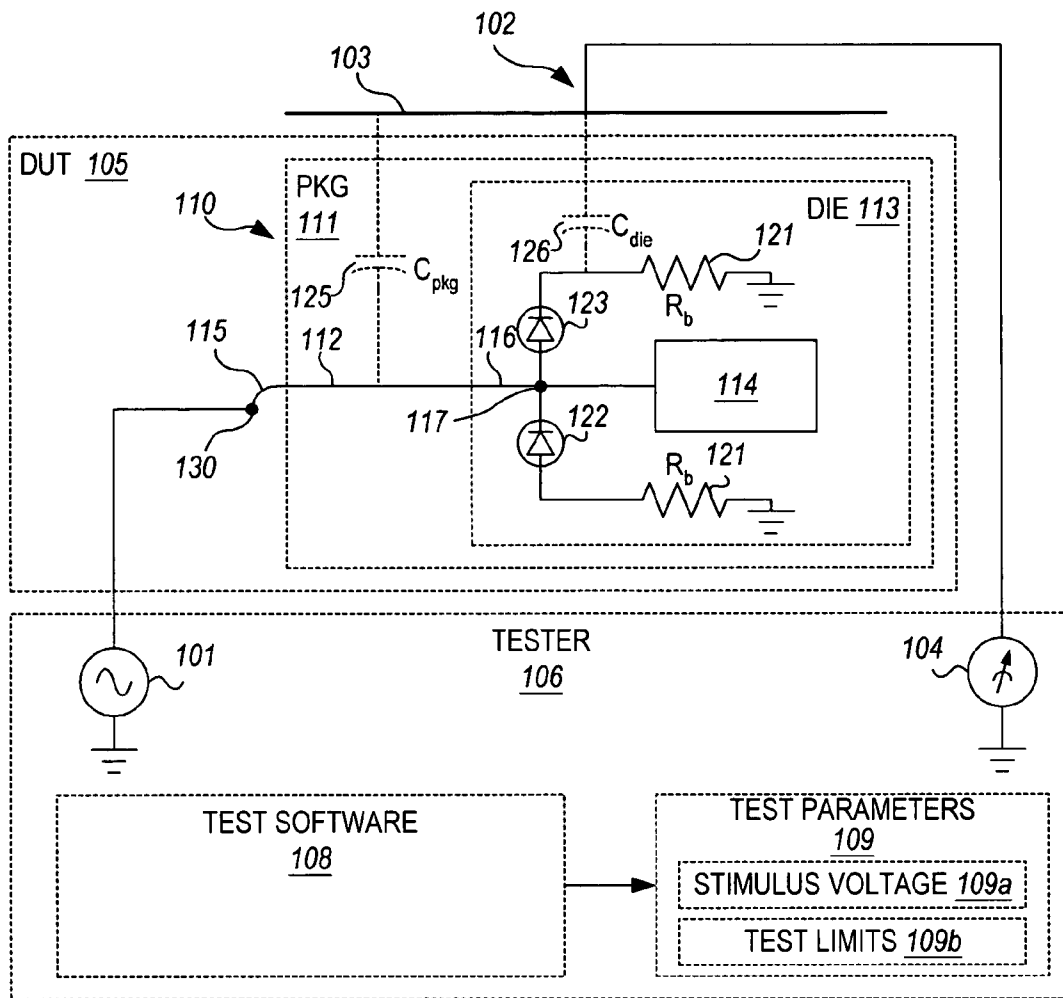 102
103
DUT 105
PKG
111
110
DIE 113
126
C_die
121
125
C_pkg
R_b
123
115
112
116
114
117
122
R_b
121
130
TESTER
106
101
104
TEST SOFTWARE
108
TEST PARAMETERS
109
STIMULUS VOLTAGE 109a
TEST LIMITS 109b